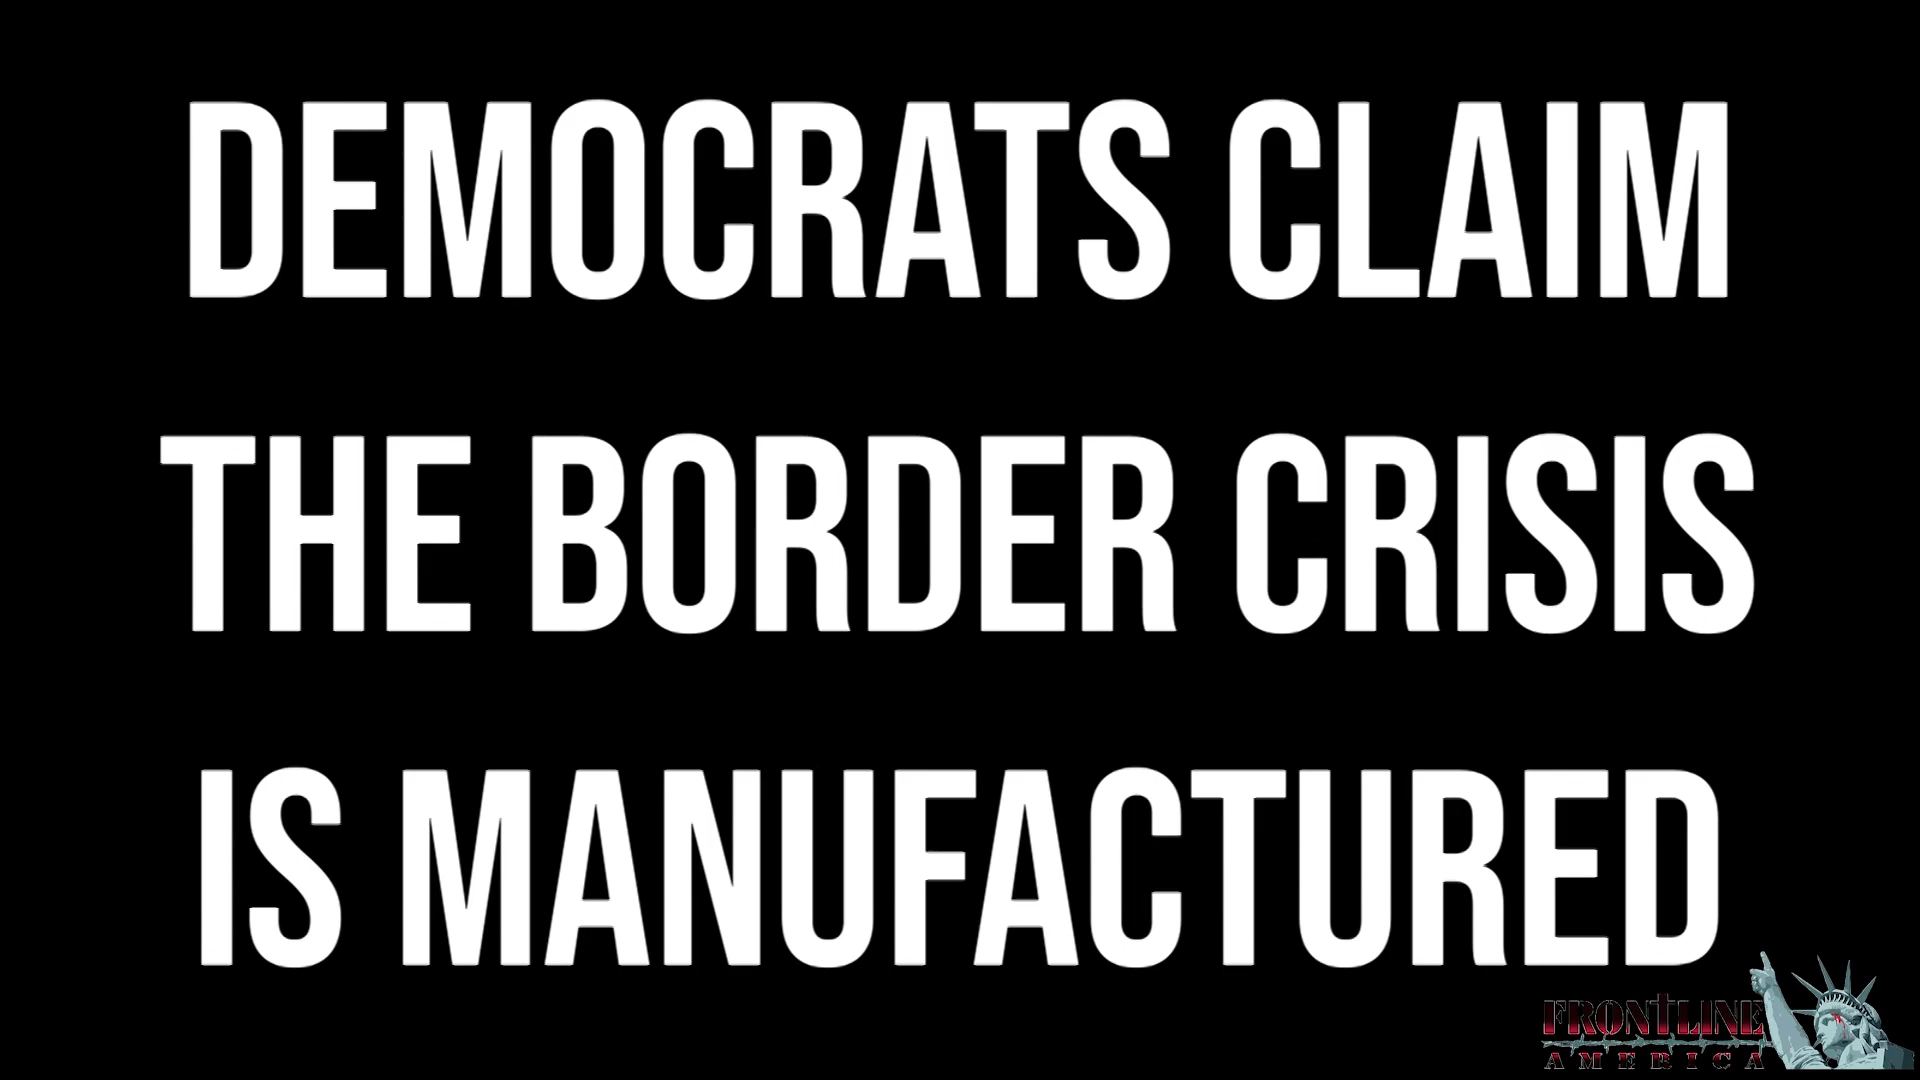 DEMOCRATS CLAIM
THE BORDER CRISIS
IS MANUFACTURED
FRONTLINE
AMERICA